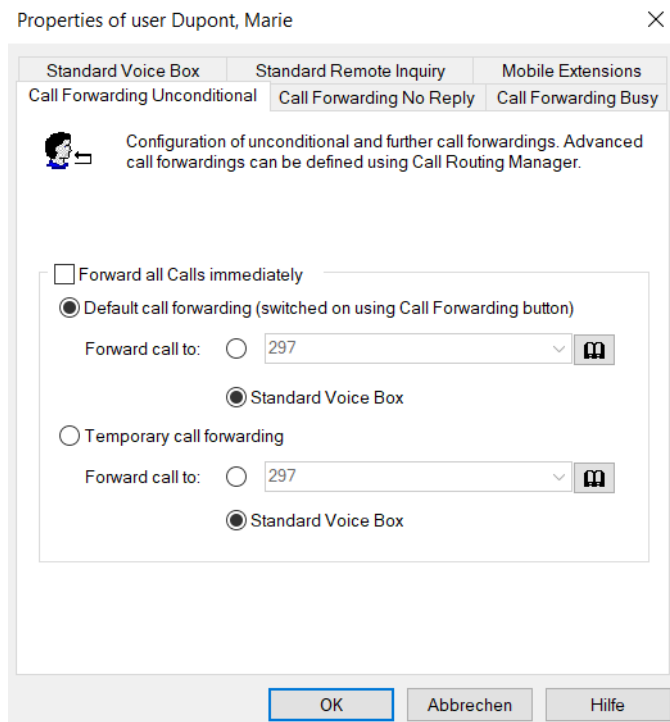 Properties of user Dupont, Marie
Standard Voice Box
Standard Remote Inquiry
Mobile Extensions
Call Forwarding Unconditional
Call Forwarding No Reply
Call Forwarding Busy
Configuration of unconditional and further call forwardings. Advanced
call forwardings can be defined using Call Routing Manager.
Forward all Calls immediately
Default call forwarding (switched on using Call Forwarding button)
Forward call to:
297
Standard Voice Box
Temporary call forwarding
Forward call to:
297
Standard Voice Box
OK
Abbrechen
Hilfe